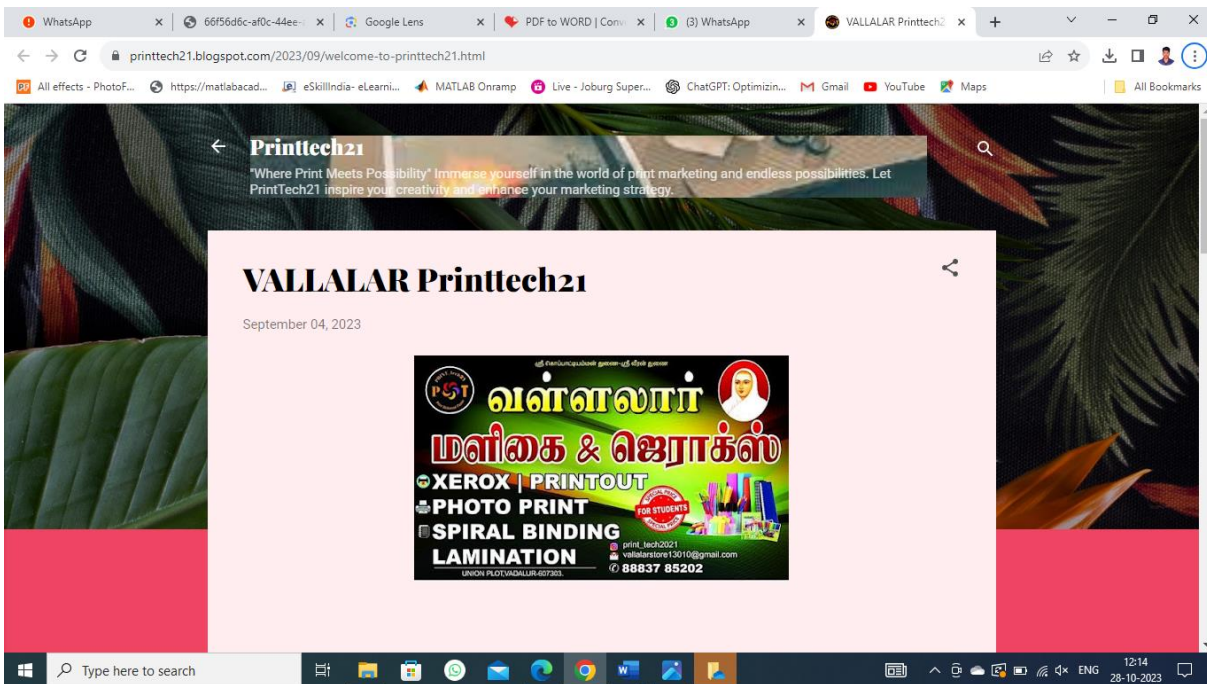 WhatsApp
66f56d6c-af0c-44ee-a
Google Lens
PDF to WORD | Conv
(3) WhatsApp
VALLALAR Printtech2
printtech21.blogspot.com/2023/09/welcome-to-printtech21.html
All effects - PhotoF...
https://matlabacad...
eSkillIndia- eLearni...
MATLAB Onramp
Live - Joburg Super...
ChatGPT: Optimizin...
Gmail
YouTube
Maps
All Bookmarks
Printtech21
"Where Print Meets Possibility" Immerse yourself in the world of print marketing and endless possibilities. Let
PrintTech21 inspire your creativity and enhance your marketing strategy.
VALLALAR Printtech21
September 04, 2023
வள்ளலார்
மளிகை & ஜெராக்ஸ்
XEROX | PRINTOUT
PHOTO PRINT
SPIRAL BINDING
LAMINATION
UNION PLOT,VADALUR-607303.
SPECIAL PRICE
FOR STUDENTS
SPECIAL PRICE
print_tech2021
vallalarstore13010@gmail.com
88837 85202
Type here to search
ENG
12:14
28-10-2023